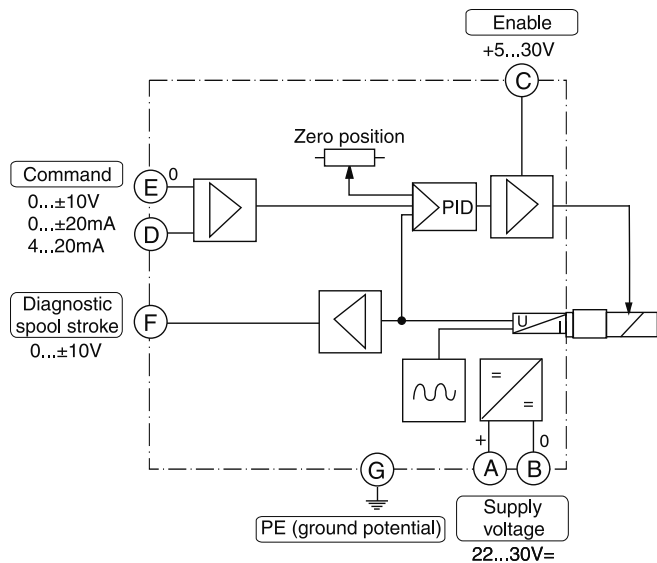 Enable
+5...30V
C
Zero position
Command
0...±10V
0...±20mA
4...20mA
E
0
D
PID
Diagnostic
spool stroke
0...±10V
F
U
I
=
=
+
0
A
B
G
PE (ground potential)
Supply
voltage
22...30V=